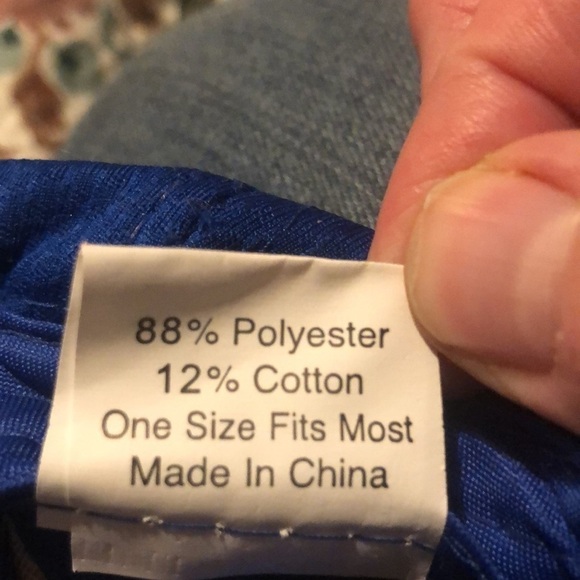 88% Polyester
12% Cotton
One Size Fits Most
Made In China